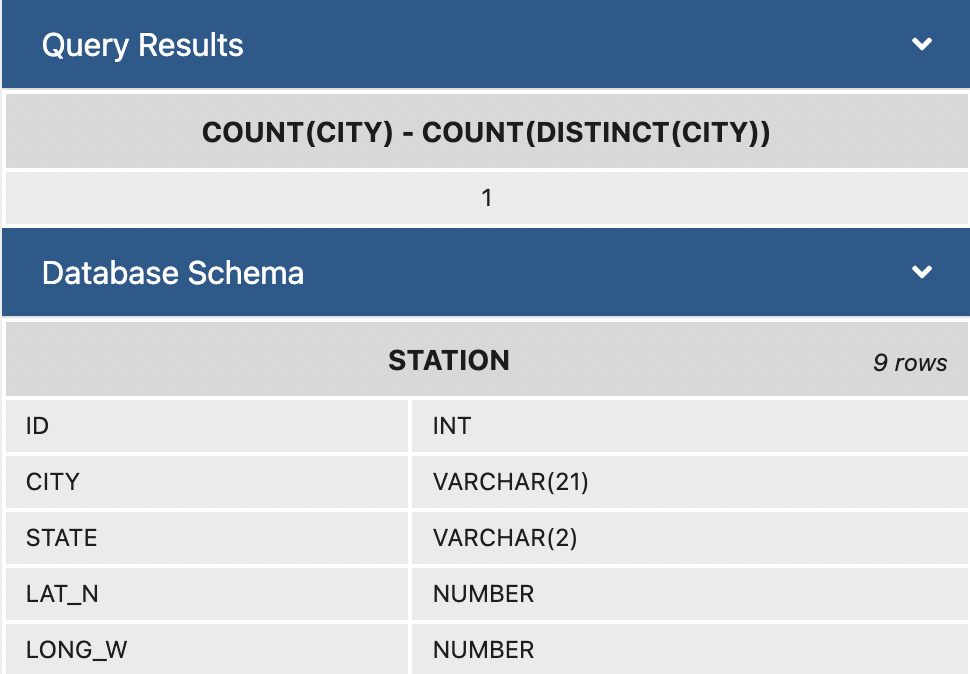 Query Results
COUNT(CITY) - COUNT(DISTINCT(CITY))
1
Database Schema
STATION 9 rows
ID INT
CITY VARCHAR(21)
STATE VARCHAR(2)
LAT_N NUMBER
LONG_W NUMBER